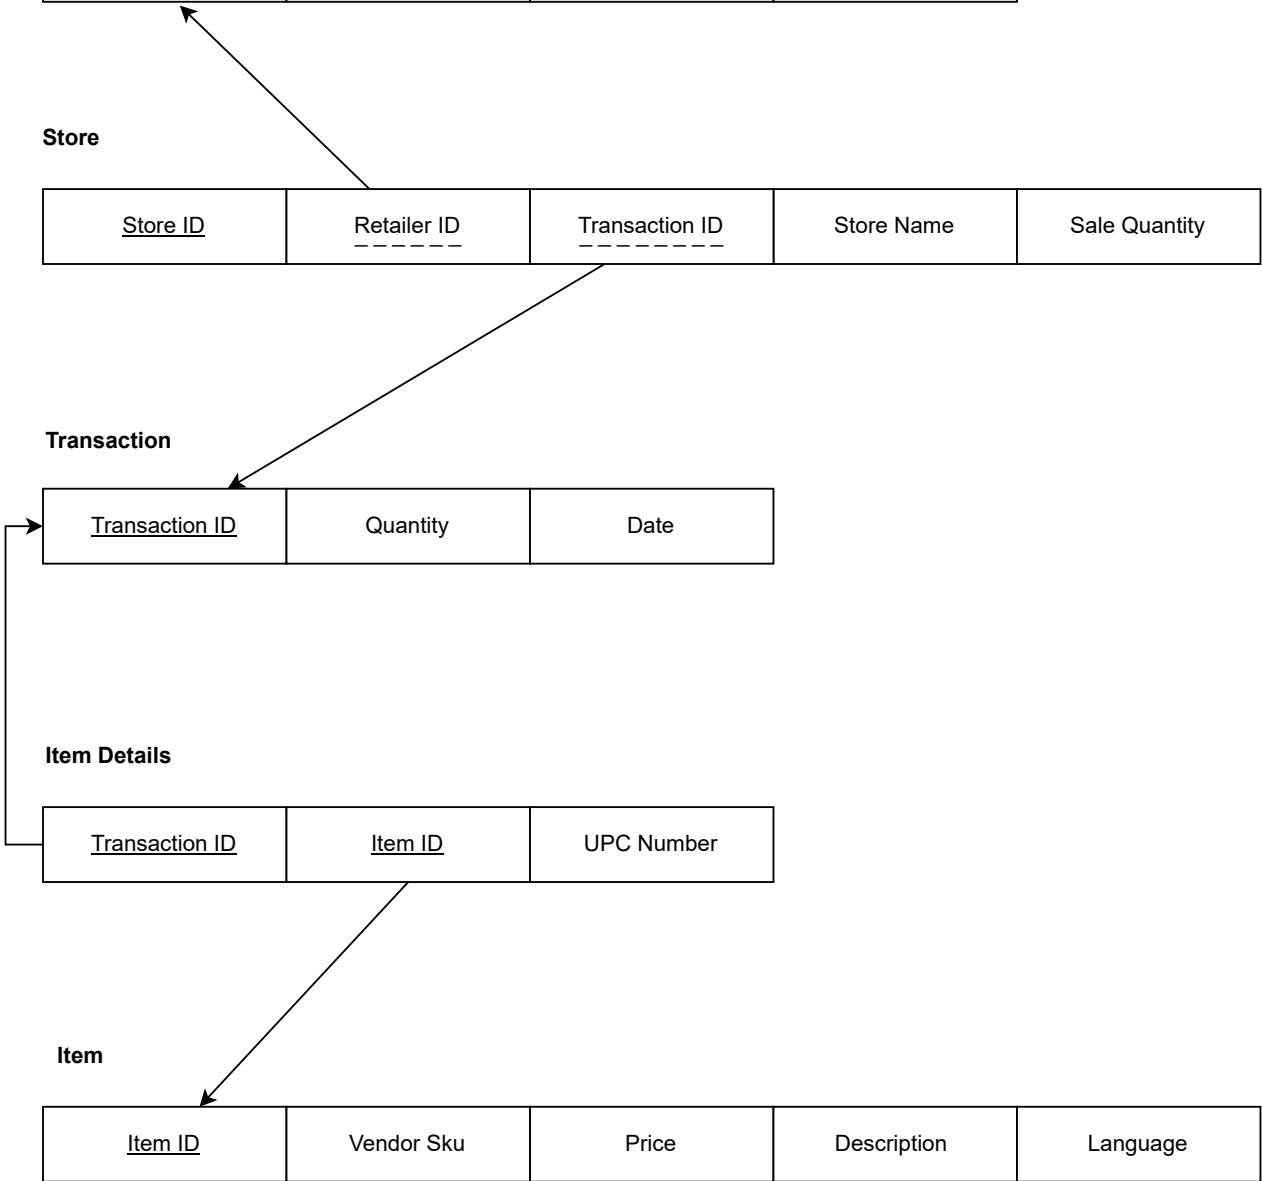 Store
Store ID Retailer ID Transaction ID Store Name Sale Quantity
Transaction
Transaction ID Quantity Date
Item Details
Transaction ID Item ID UPC Number
Item
Item ID Vendor Sku Price Description Language